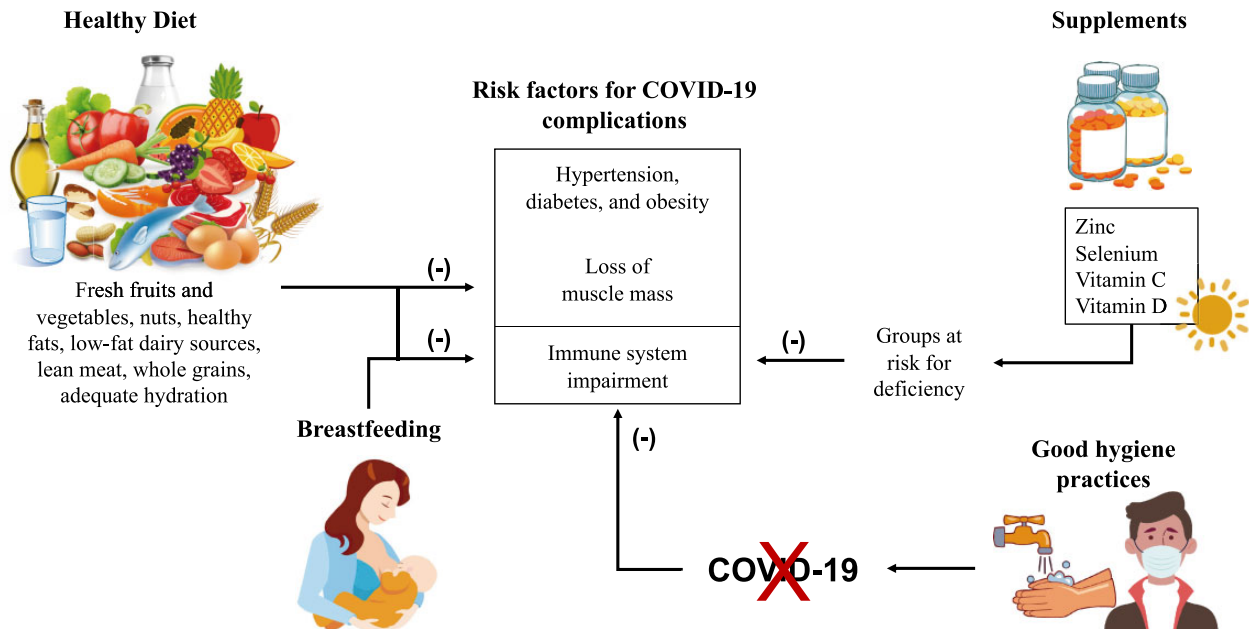 Healthy Diet
Fresh fruits and
vegetables, nuts, healthy
fats, low-fat dairy sources,
lean meat, whole grains,
adequate hydration
Breastfeeding
(-)
(-)
Risk factors for COVID-19
complications
Hypertension,
diabetes, and obesity
Loss of
muscle mass
Immune system
impairment
(-)
(-)
Supplements
Zinc
Selenium
Vitamin C
Vitamin D
Groups at
risk for
deficiency
Good hygiene
practices
COVID-19